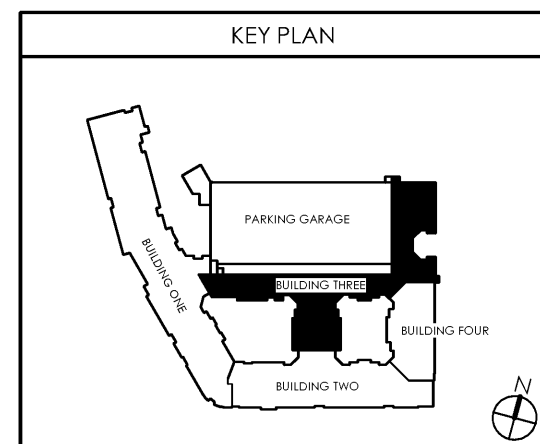 KEY PLAN
PARKING GARAGE
BUILDING ONE
BUILDING THREE
BUILDING FOUR
BUILDING TWO
N